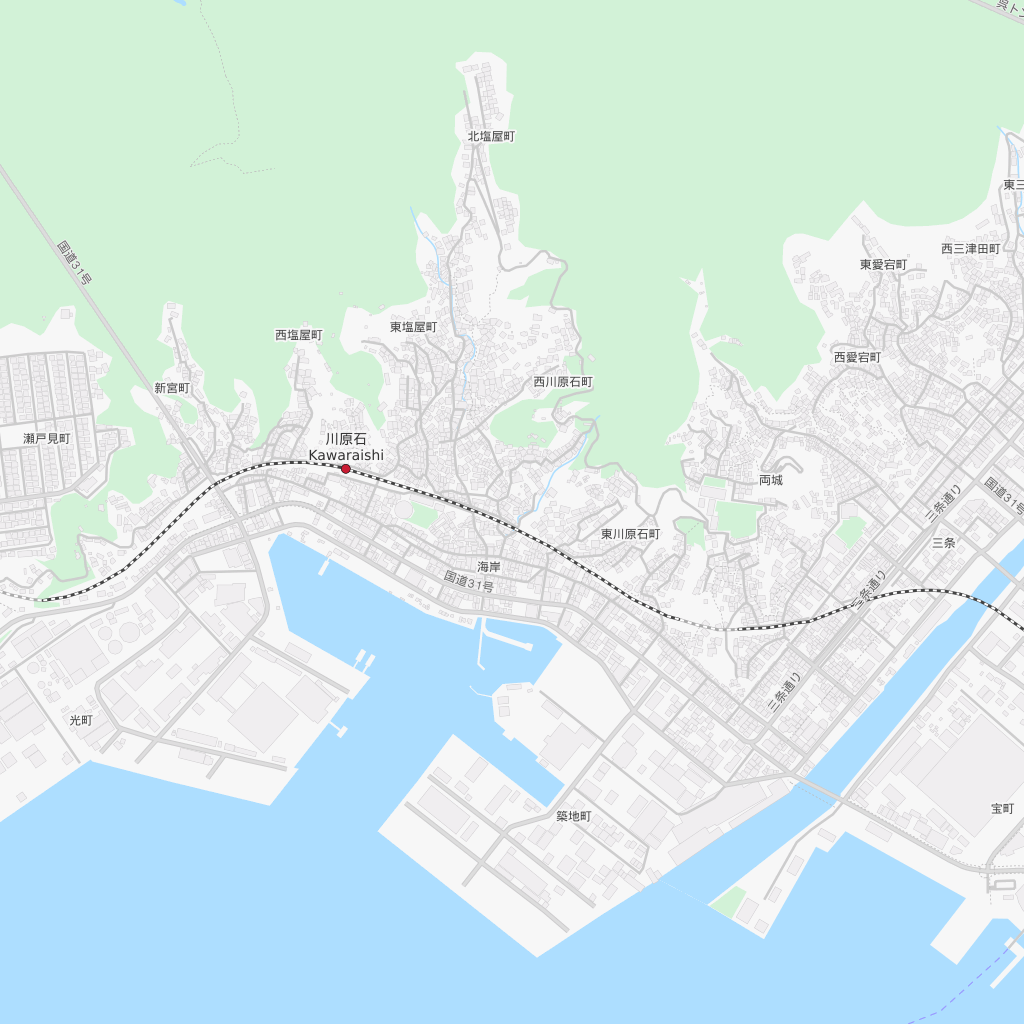 北塩屋町
東三
西三津田町
国道31号
東愛宕町
西塩屋町
東塩屋町
西愛宕町
新宮町
西川原石町
瀬戸見町
川原石
Kawaraishi
両城
国道31号
三条通り
東川原石町
三条
海岸
国道31号
三条通り
三条通り
光町
築地町
宝町